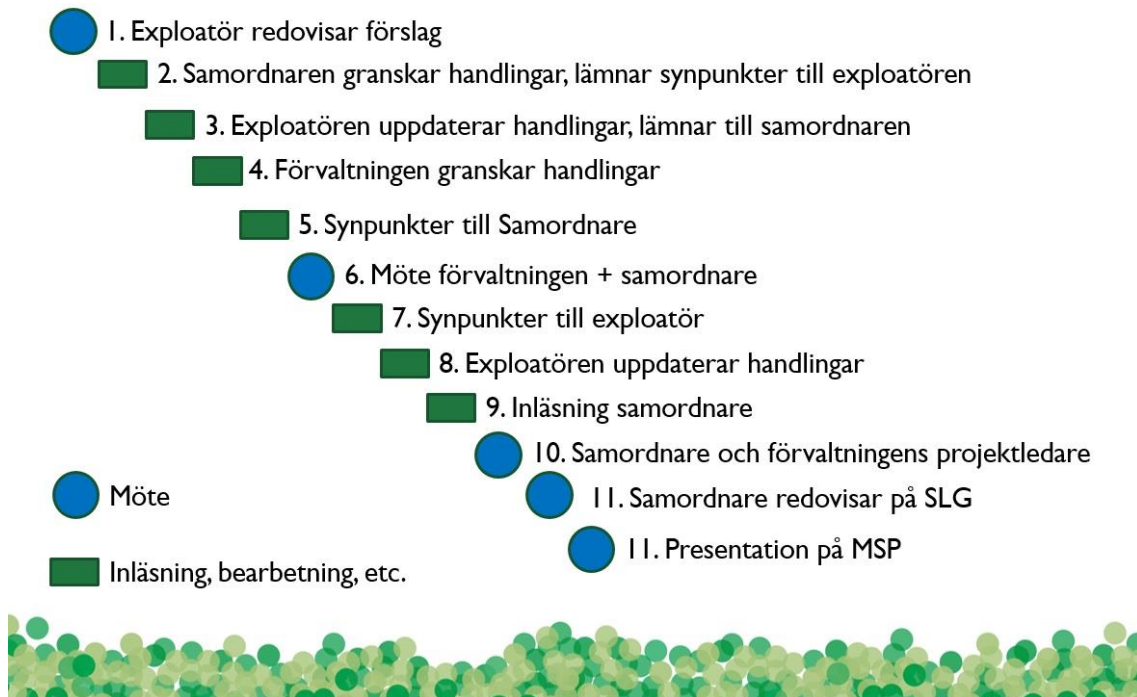 1. Exploatör redovisar förslag
2. Samordnaren granskar handlingar, lämnar synpunkter till exploatören
3. Exploatören uppdaterar handlingar, lämnar till samordnaren
4. Förvaltningen granskar handlingar
5. Synpunkter till Samordnare
6. Möte förvaltningen + samordnare
7. Synpunkter till exploatör
8. Exploatören uppdaterar handlingar
9. Inläsning samordnare
10. Samordnare och förvaltningens projektledare
11. Samordnare redovisar på SLG
11. Presentation på MSP
Möte
Inläsning, bearbetning, etc.